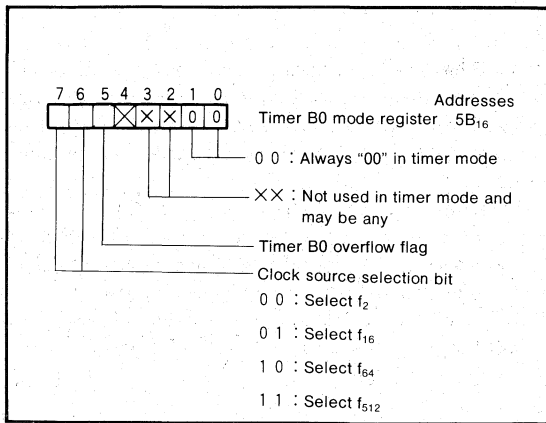 7 6 5 4 3 2 1 0
Addresses
× × 0 0 Timer B0 mode register 5B₁₆
0 0 : Always “00” in timer mode
×× : Not used in timer mode and
may be any
Timer B0 overflow flag
Clock source selection bit
0 0 : Select f₂
0 1 : Select f₁₆
1 0 : Select f₆₄
1 1 : Select f₅₁₂